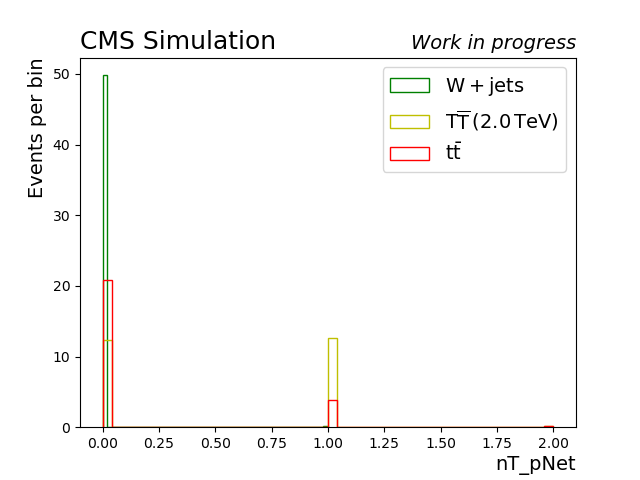 CMS Simulation
Work in progress
Events per bin
50
40
30
20
10
0
W + jets
TT̅ (2.0 TeV)
tt̄
0.00 0.25 0.50 0.75 1.00 1.25 1.50 1.75 2.00
nT_pNet